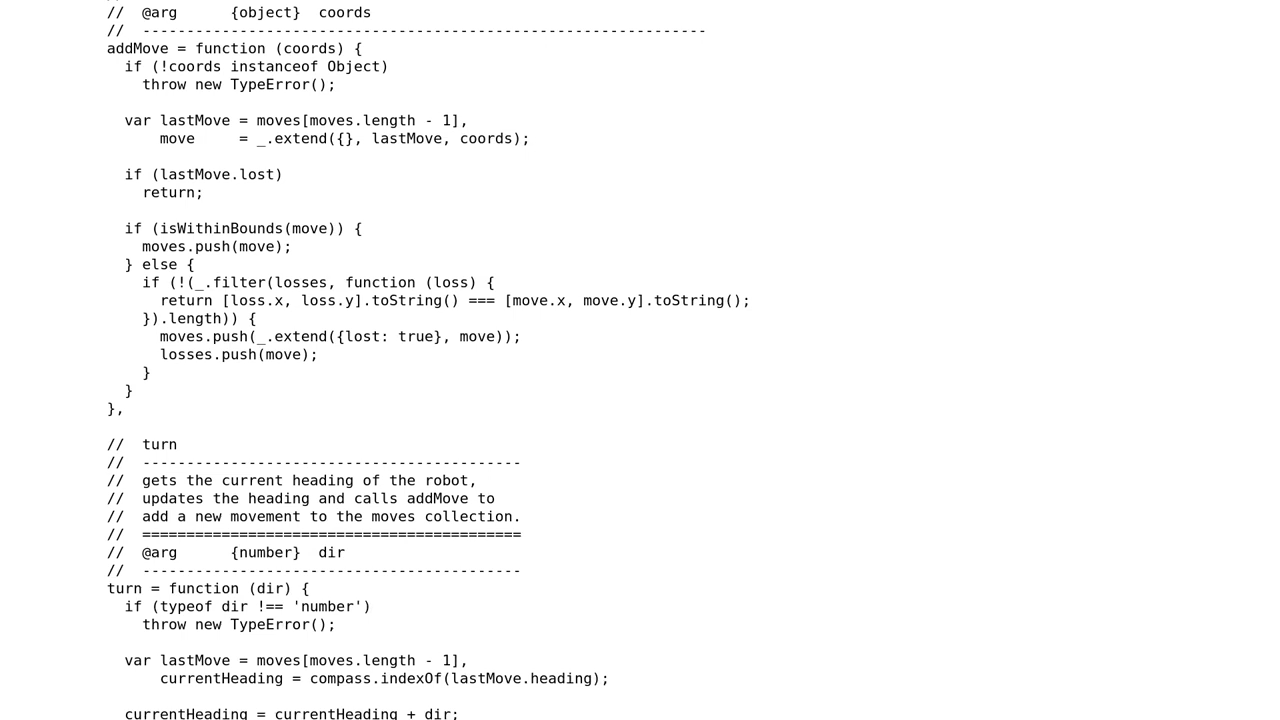 //  @arg      {object}  coords
//  ----------------------------------------------------------------
addMove = function (coords) {
  if (!coords instanceof Object)
    throw new TypeError();

  var lastMove = moves[moves.length - 1],
      move     = _.extend({}, lastMove, coords);

  if (lastMove.lost)
    return;

  if (isWithinBounds(move)) {
    moves.push(move);
  } else {
    if (!(_.filter(losses, function (loss) {
      return [loss.x, loss.y].toString() === [move.x, move.y].toString();
    }).length)) {
      moves.push(_.extend({lost: true}, move));
      losses.push(move);
    }
  }
},

//  turn
//  -------------------------------------------
//  gets the current heading of the robot,
//  updates the heading and calls addMove to
//  add a new movement to the moves collection.
//  ===========================================
//  @arg      {number}  dir
//  -------------------------------------------
turn = function (dir) {
  if (typeof dir !== 'number')
    throw new TypeError();

  var lastMove = moves[moves.length - 1],
      currentHeading = compass.indexOf(lastMove.heading);

  currentHeading = currentHeading + dir;